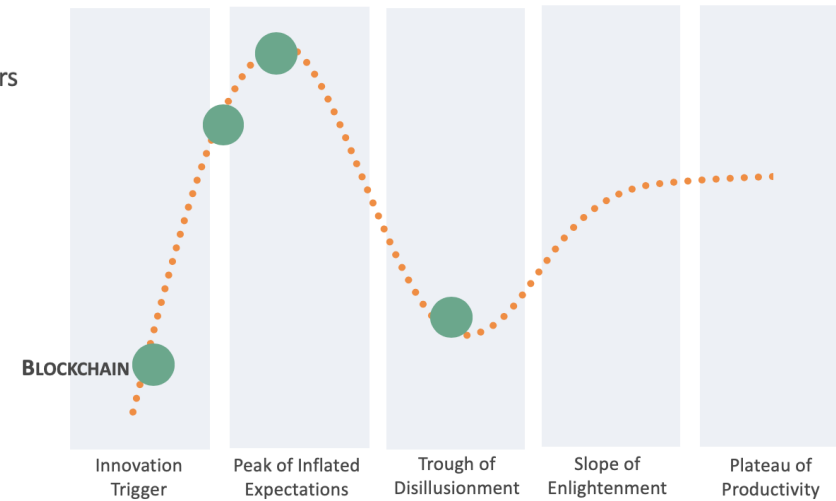 rs
BLOCKCHAIN
Innovation
Trigger
Peak of Inflated
Expectations
Trough of
Disillusionment
Slope of
Enlightenment
Plateau of
Productivity